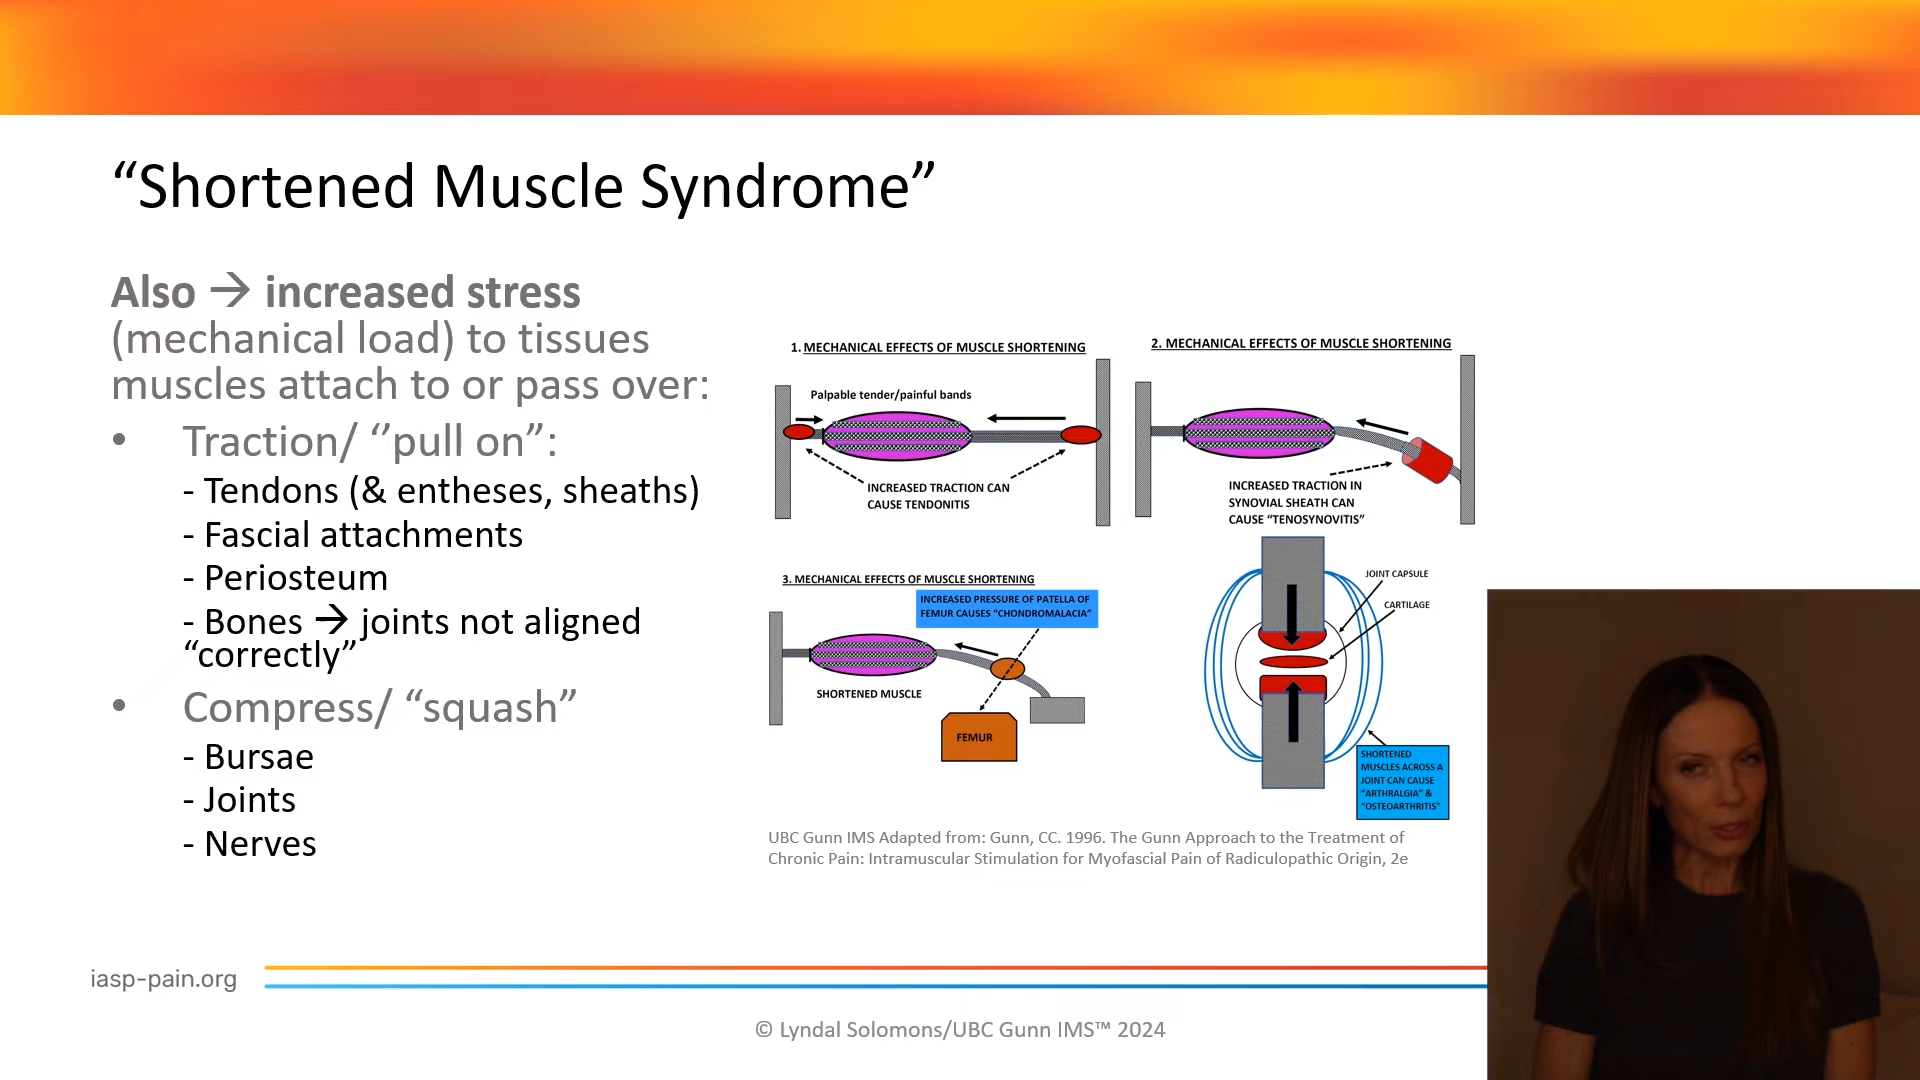 “Shortened Muscle Syndrome”
Also → increased stress
(mechanical load) to tissues
muscles attach to or pass over:
• Traction/ “pull on”:
- Tendons (& entheses, sheaths)
- Fascial attachments
- Periosteum
- Bones → joints not aligned
“correctly”
• Compress/ “squash”
- Bursae
- Joints
- Nerves
1. MECHANICAL EFFECTS OF MUSCLE SHORTENING
Palpable tender/painful bands
INCREASED TRACTION CAN
CAUSE TENDONITIS
2. MECHANICAL EFFECTS OF MUSCLE SHORTENING
INCREASED TRACTION IN
SYNOVIAL SHEATH CAN
CAUSE “TENOSYNOVITIS”
3. MECHANICAL EFFECTS OF MUSCLE SHORTENING
INCREASED PRESSURE OF PATELLA OF
FEMUR CAUSES “CHONDROMALACIA”
SHORTENED MUSCLE
FEMUR
JOINT CAPSULE
CARTILAGE
SHORTENED
MUSCLES ACROSS A
JOINT CAN CAUSE
“ARTHRALGIA” &
“OSTEOARTHRITIS”
UBC Gunn IMS Adapted from: Gunn, CC. 1996. The Gunn Approach to the Treatment of
Chronic Pain: Intramuscular Stimulation for Myofascial Pain of Radiculopathic Origin, 2e
iasp-pain.org
© Lyndal Solomons/UBC Gunn IMS™ 2024